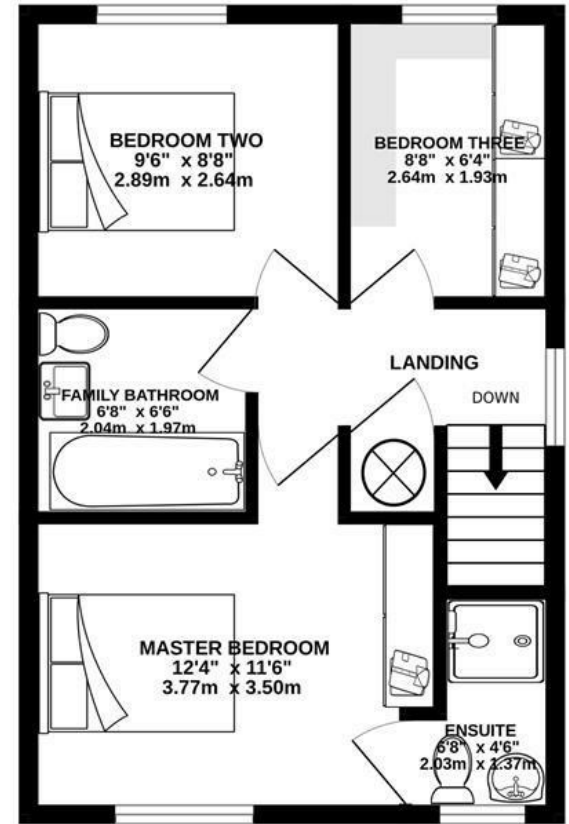 BEDROOM TWO
9'6" x 8'8"
2.89m x 2.64m
BEDROOM THREE
8'8" x 6'4"
2.64m x 1.93m
LANDING
DOWN
FAMILY BATHROOM
6'8" x 6'6"
2.04m x 1.97m
MASTER BEDROOM
12'4" x 11'6"
3.77m x 3.50m
ENSUITE
6'8" x 4'6"
2.03m x 1.37m